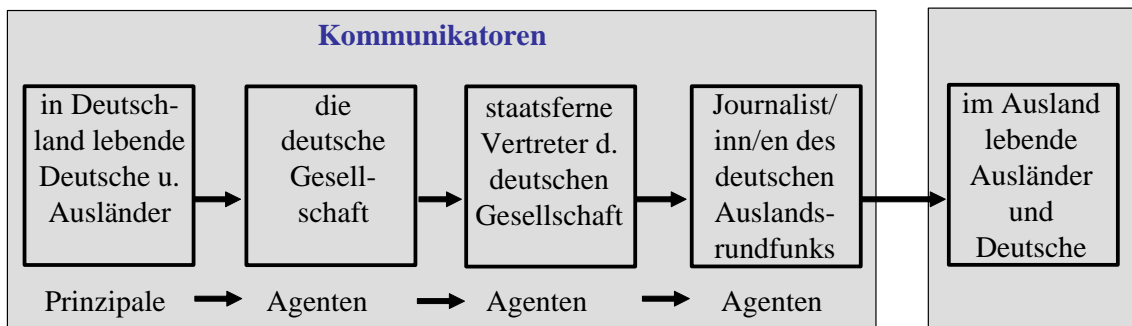 Kommunikatoren
in Deutsch-
land lebende
Deutsche u.
Ausländer
die
deutsche
Gesell-
schaft
staatsferne
Vertreter d.
deutschen
Gesellschaft
Journalist/
inn/en des
deutschen
Auslands-
rundfunks
im Ausland
lebende
Ausländer
und
Deutsche
Prinzipale
Agenten
Agenten
Agenten